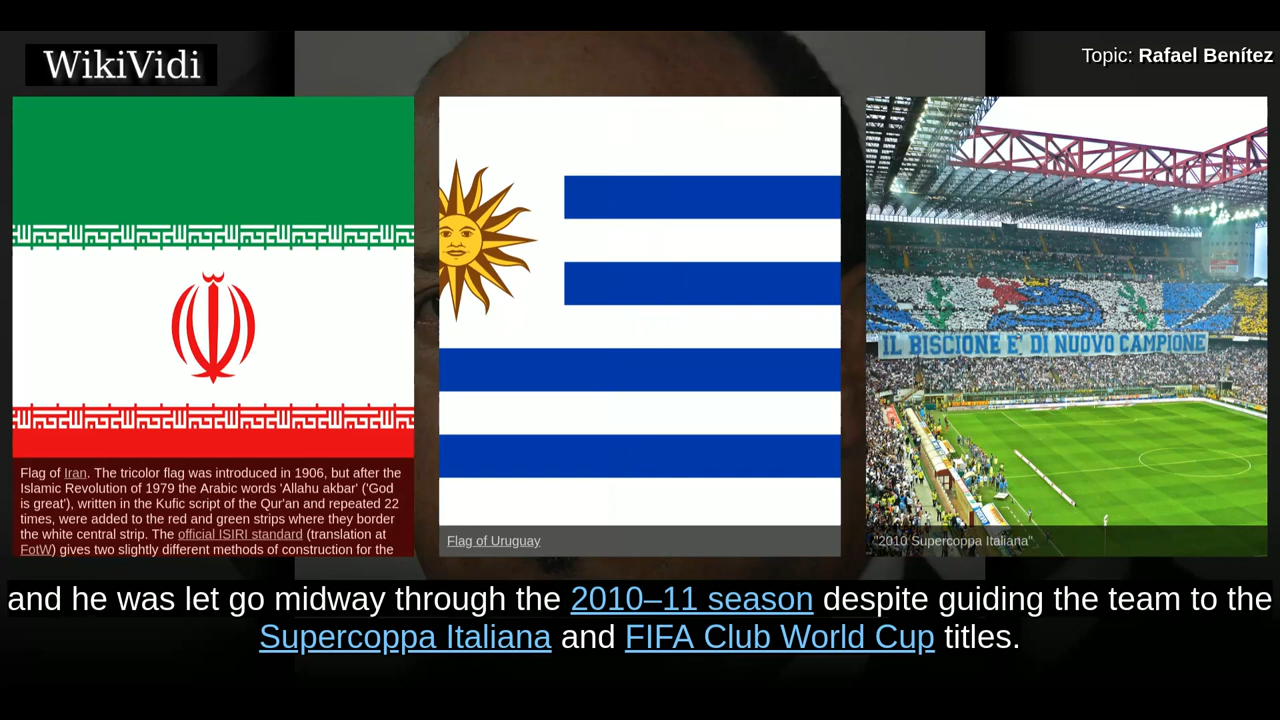 WikiVidi
Topic: Rafael Benítez
IL BISCIONE E' DI NUOVO CAMPIONE
Flag of Iran. The tricolor flag was introduced in 1906, but after the
Islamic Revolution of 1979 the Arabic words 'Allahu akbar' ('God
is great'), written in the Kufic script of the Qur'an and repeated 22
times, were added to the red and green strips where they border
the white central strip. The official ISIRI standard (translation at
FotW) gives two slightly different methods of construction for the
Flag of Uruguay
"2010 Supercoppa Italiana"
and he was let go midway through the 2010–11 season despite guiding the team to the
Supercoppa Italiana and FIFA Club World Cup titles.